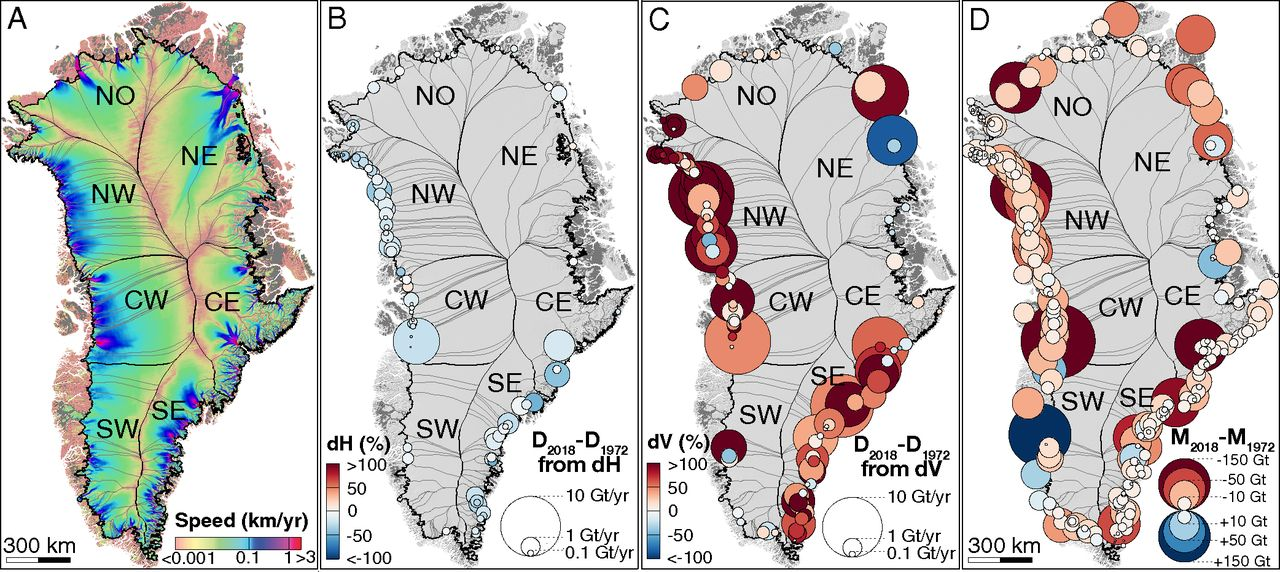 A
NO
NE
NW
CW
CE
SE
SW
Speed (km/yr)
<0.001 0.1 1>3
300 km
B
NO
NE
NW
CW
CE
SE
SW
dH (%)
>100
50
0
-50
<-100
D2018-D1972
from dH
10 Gt/yr
1 Gt/yr
0.1 Gt/yr
C
NO
NE
NW
CW
CE
SE
SW
dV (%)
>100
50
0
-50
<-100
D2018-D1972
from dV
10 Gt/yr
1 Gt/yr
0.1 Gt/yr
D
NO
NE
NW
CW
CE
SE
SW
M2018-M1972
-150 Gt
-50 Gt
-10 Gt
+10 Gt
+50 Gt
+150 Gt
300 km